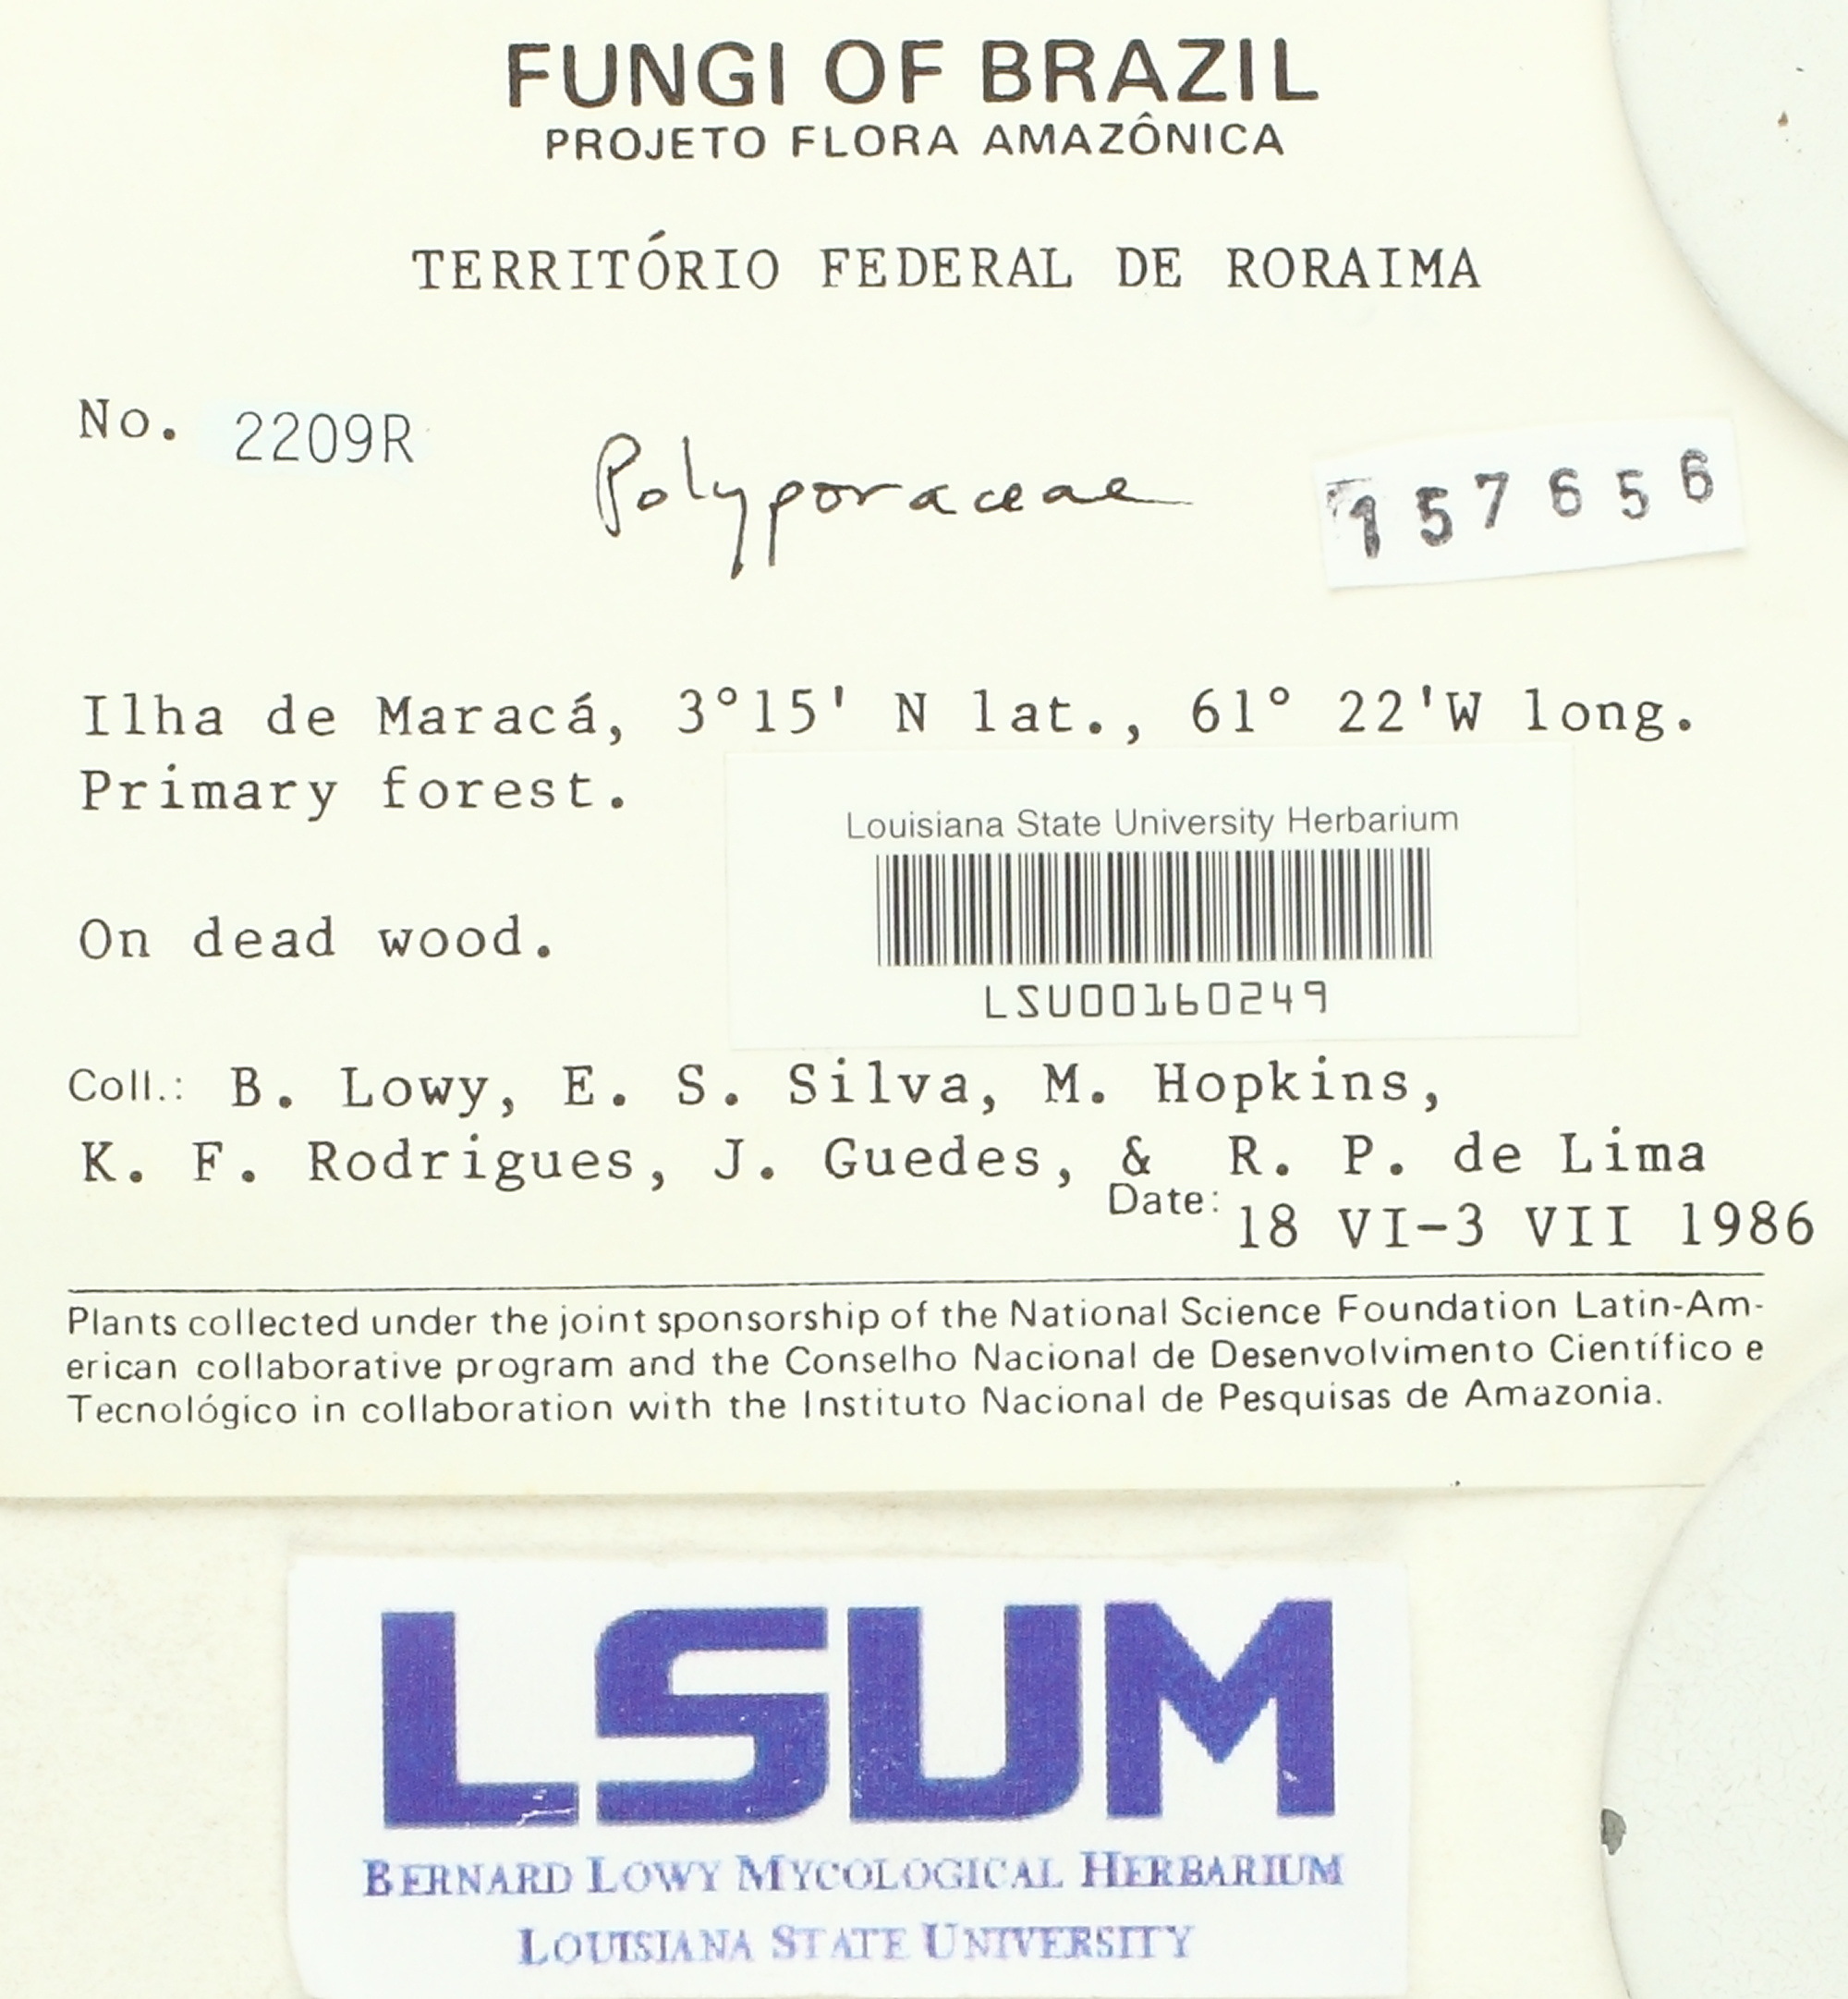 FUNGI OF BRAZIL
PROJETO FLORA AMAZÔNICA
TERRITÓRIO FEDERAL DE RORAIMA
No. 2209R
Polyporaceae
157656
Ilha de Maracá, 3°15' N lat., 61° 22'W long.
Primary forest.
Louisiana State University Herbarium
LSU00160249
On dead wood.
Coll.: B. Lowy, E. S. Silva, M. Hopkins,
K. F. Rodrigues, J. Guedes, & R. P. de Lima
Date: 18 VI-3 VII 1986
Plants collected under the joint sponsorship of the National Science Foundation Latin-Am-
erican collaborative program and the Conselho Nacional de Desenvolvimento Científico e
Tecnológico in collaboration with the Instituto Nacional de Pesquisas de Amazonia.
LSUM
BERNARD LOWY MYCOLOGICAL HERBARIUM
LOUISIANA STATE UNIVERSITY